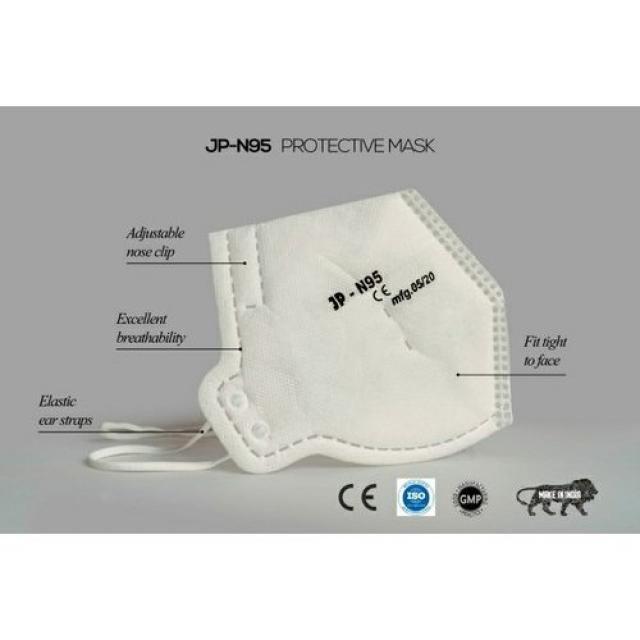 JP-N95 PROTECTIVE MASK
Adjustable
nose clip
JP - N95
CE mfg.05/20
Excellent
breathability
Fit tight
to face
Elastic
ear straps
CE
ISO
GMP
MAKE IN INDIA